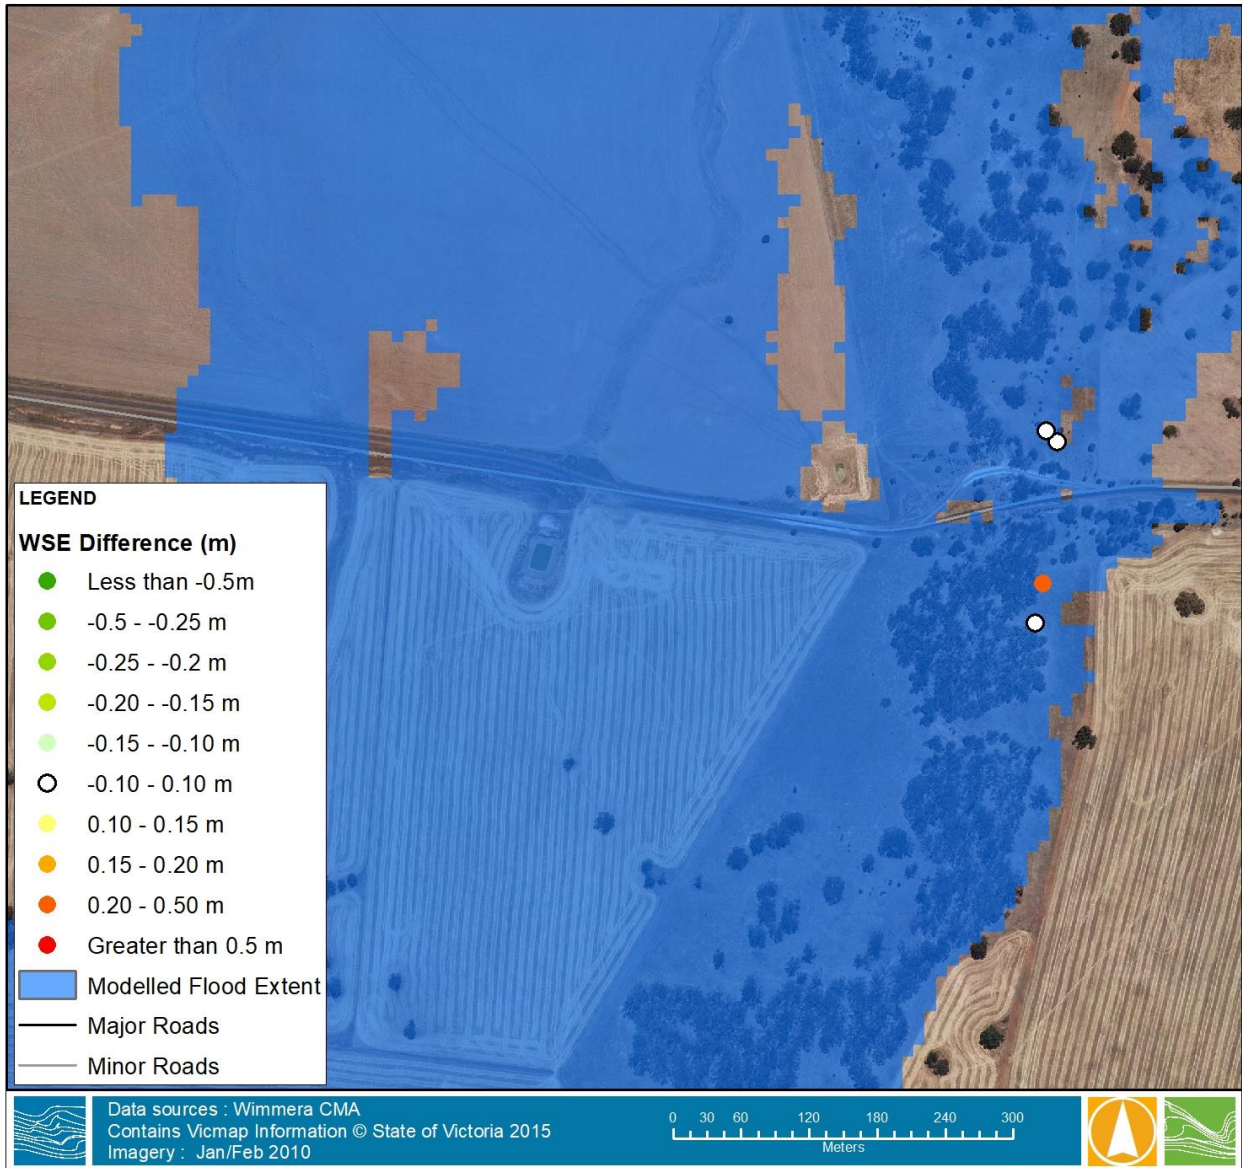 LEGEND
WSE Difference (m)
Less than -0.5m
-0.5 - -0.25 m
-0.25 - -0.2 m
-0.20 - -0.15 m
-0.15 - -0.10 m
-0.10 - 0.10 m
0.10 - 0.15 m
0.15 - 0.20 m
0.20 - 0.50 m
Greater than 0.5 m
Modelled Flood Extent
Major Roads
Minor Roads
Data sources : Wimmera CMA
Contains Vicmap Information © State of Victoria 2015
Imagery : Jan/Feb 2010
0 30 60 120 180 240 300
Meters